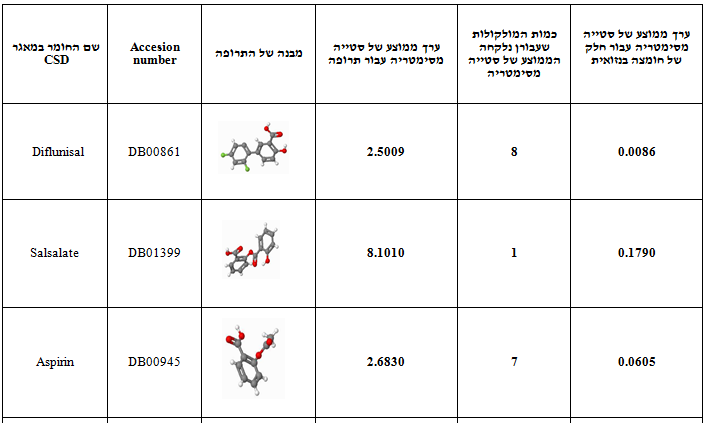 שם החומר במאגר
CSD
Accesion
number
מבנה של התרופה
ערך ממוצע של סטייה
מסימטריה עבור תרופה
כמות המולקולות
שעבורן נלקחה
הממוצע של סטייה
מסימטריה
ערך ממוצע של סטייה
מסימטריה עבור חלק
של חומצה בנזואית
Diflunisal
DB00861
2.5009
8
0.0086
Salsalate
DB01399
8.1010
1
0.1790
Aspirin
DB00945
2.6830
7
0.0605